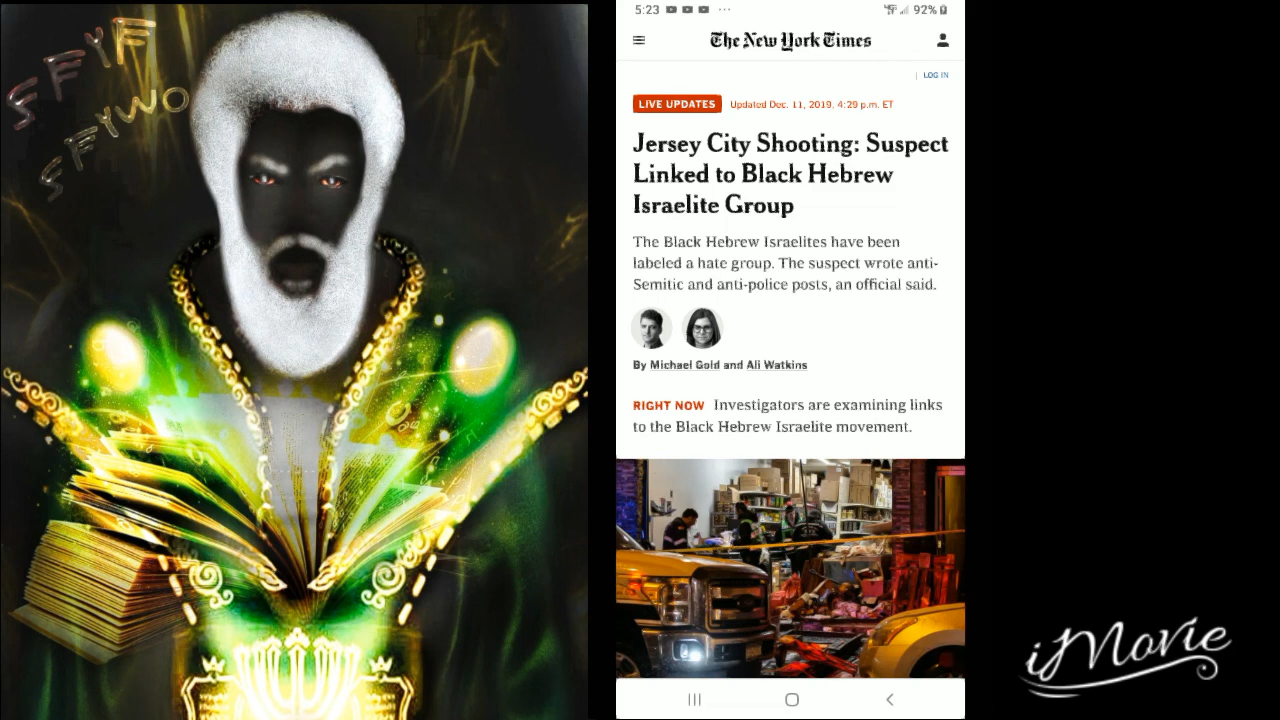 SFYF
SFYWO
SF
5:23
92%
The New York Times
LOG IN
LIVE UPDATES Updated Dec. 11, 2019, 4:29 p.m. ET
Jersey City Shooting: Suspect
Linked to Black Hebrew
Israelite Group
The Black Hebrew Israelites have been
labeled a hate group. The suspect wrote anti-
Semitic and anti-police posts, an official said.
By Michael Gold and Ali Watkins
RIGHT NOW Investigators are examining links
to the Black Hebrew Israelite movement.
iMovie